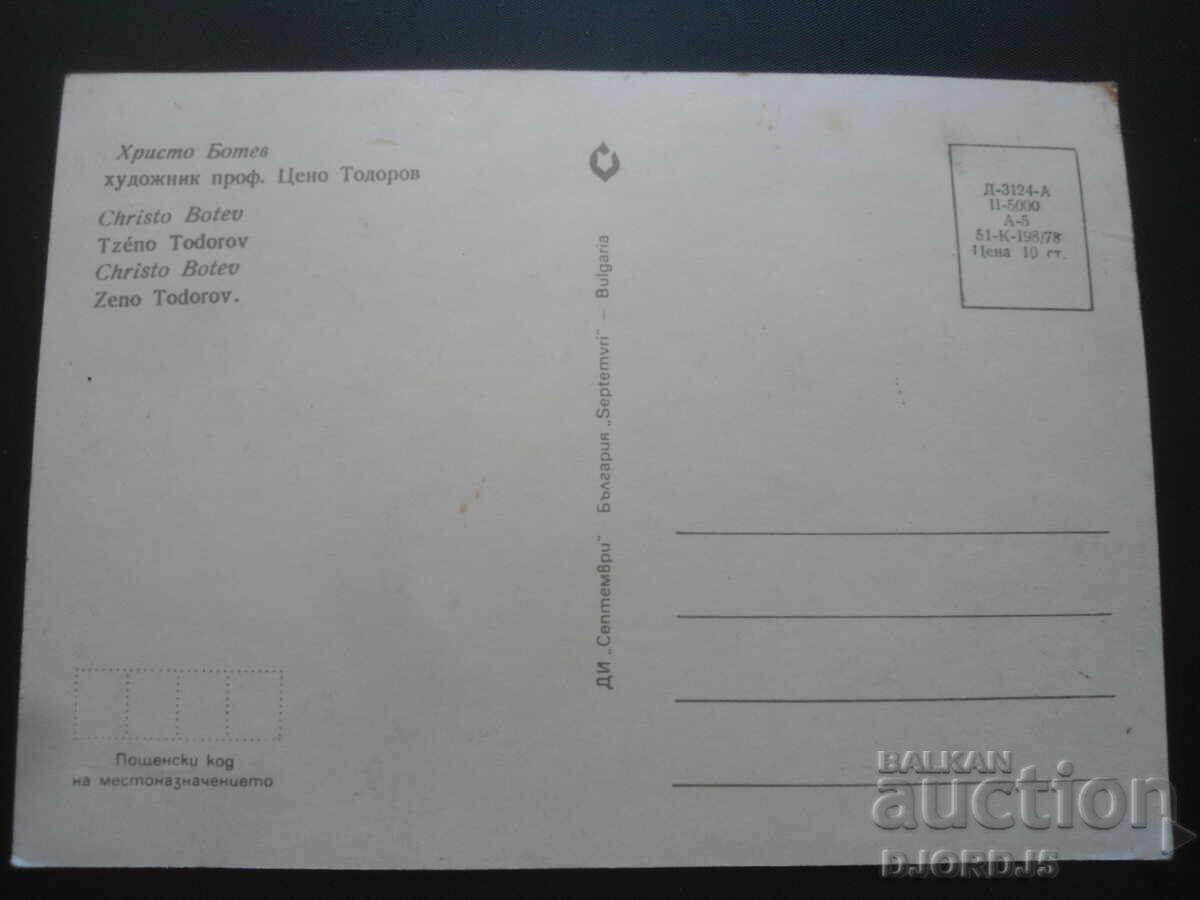 Христо Ботев
художник проф. Цено Тодоров
Christo Botev
Tzéno Todorov
Christo Botev
Zeno Todorov.
ДИ „Септември" България „Septemvri" – Bulgaria
Д-3124-А
II-5000
А-5
51-К-198/78
Цена 10 ст.
Пощенски код
на местоназначението
BALKAN
auction
DJORDJ5